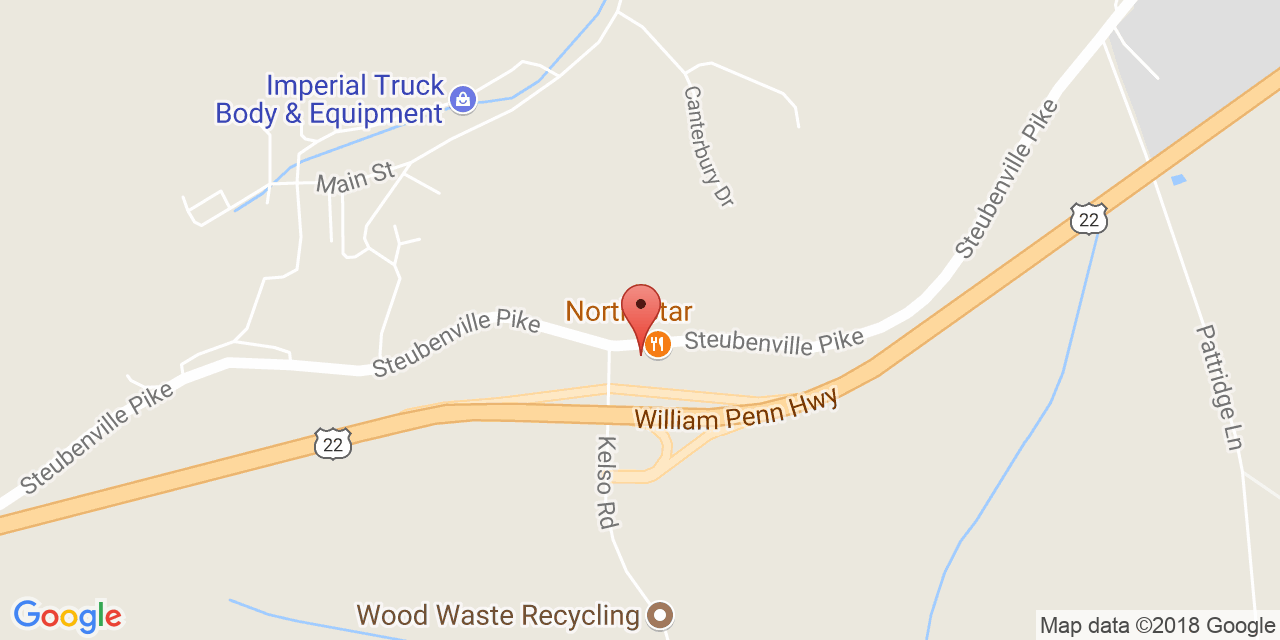 Imperial Truck
Body & Equipment
Main St
Canterbury Dr
Steubenville Pike
22
Steubenville Pike
Steubenville Pike
Pattridge Ln
Steubenville Pike
William Penn Hwy
22
Kelso Rd
Wood Waste Recycling
Google
Map data ©2018 Google